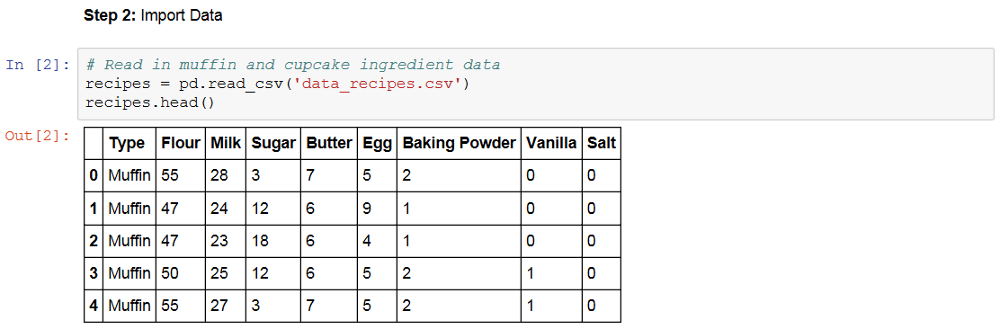 Step 2: Import Data
In [2]: # Read in muffin and cupcake ingredient data
recipes = pd.read_csv('data_recipes.csv')
recipes.head()
Out[2]:
Type Flour Milk Sugar Butter Egg Baking Powder Vanilla Salt
0 Muffin 55 28 3 7 5 2 0 0
1 Muffin 47 24 12 6 9 1 0 0
2 Muffin 47 23 18 6 4 1 0 0
3 Muffin 50 25 12 6 5 2 1 0
4 Muffin 55 27 3 7 5 2 1 0